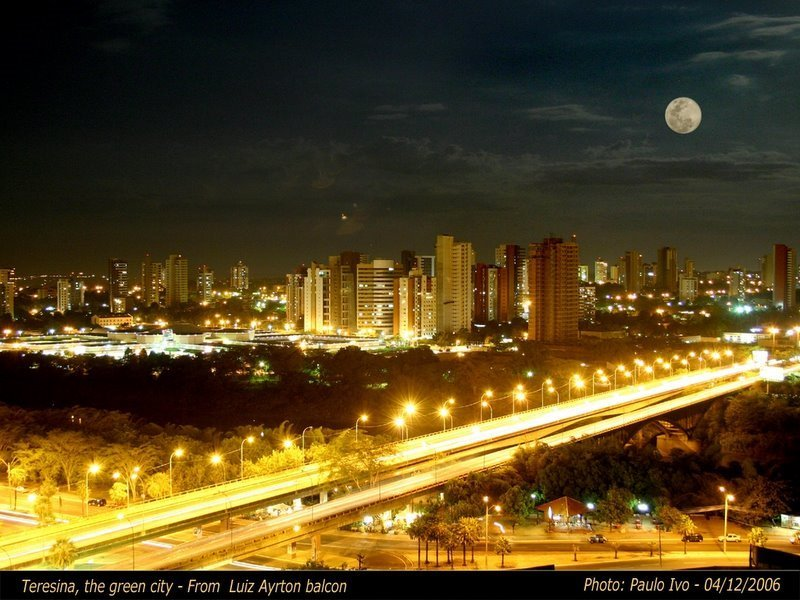 Teresina, the green city - From Luiz Ayrton balcon
Photo: Paulo Ivo - 04/12/2006